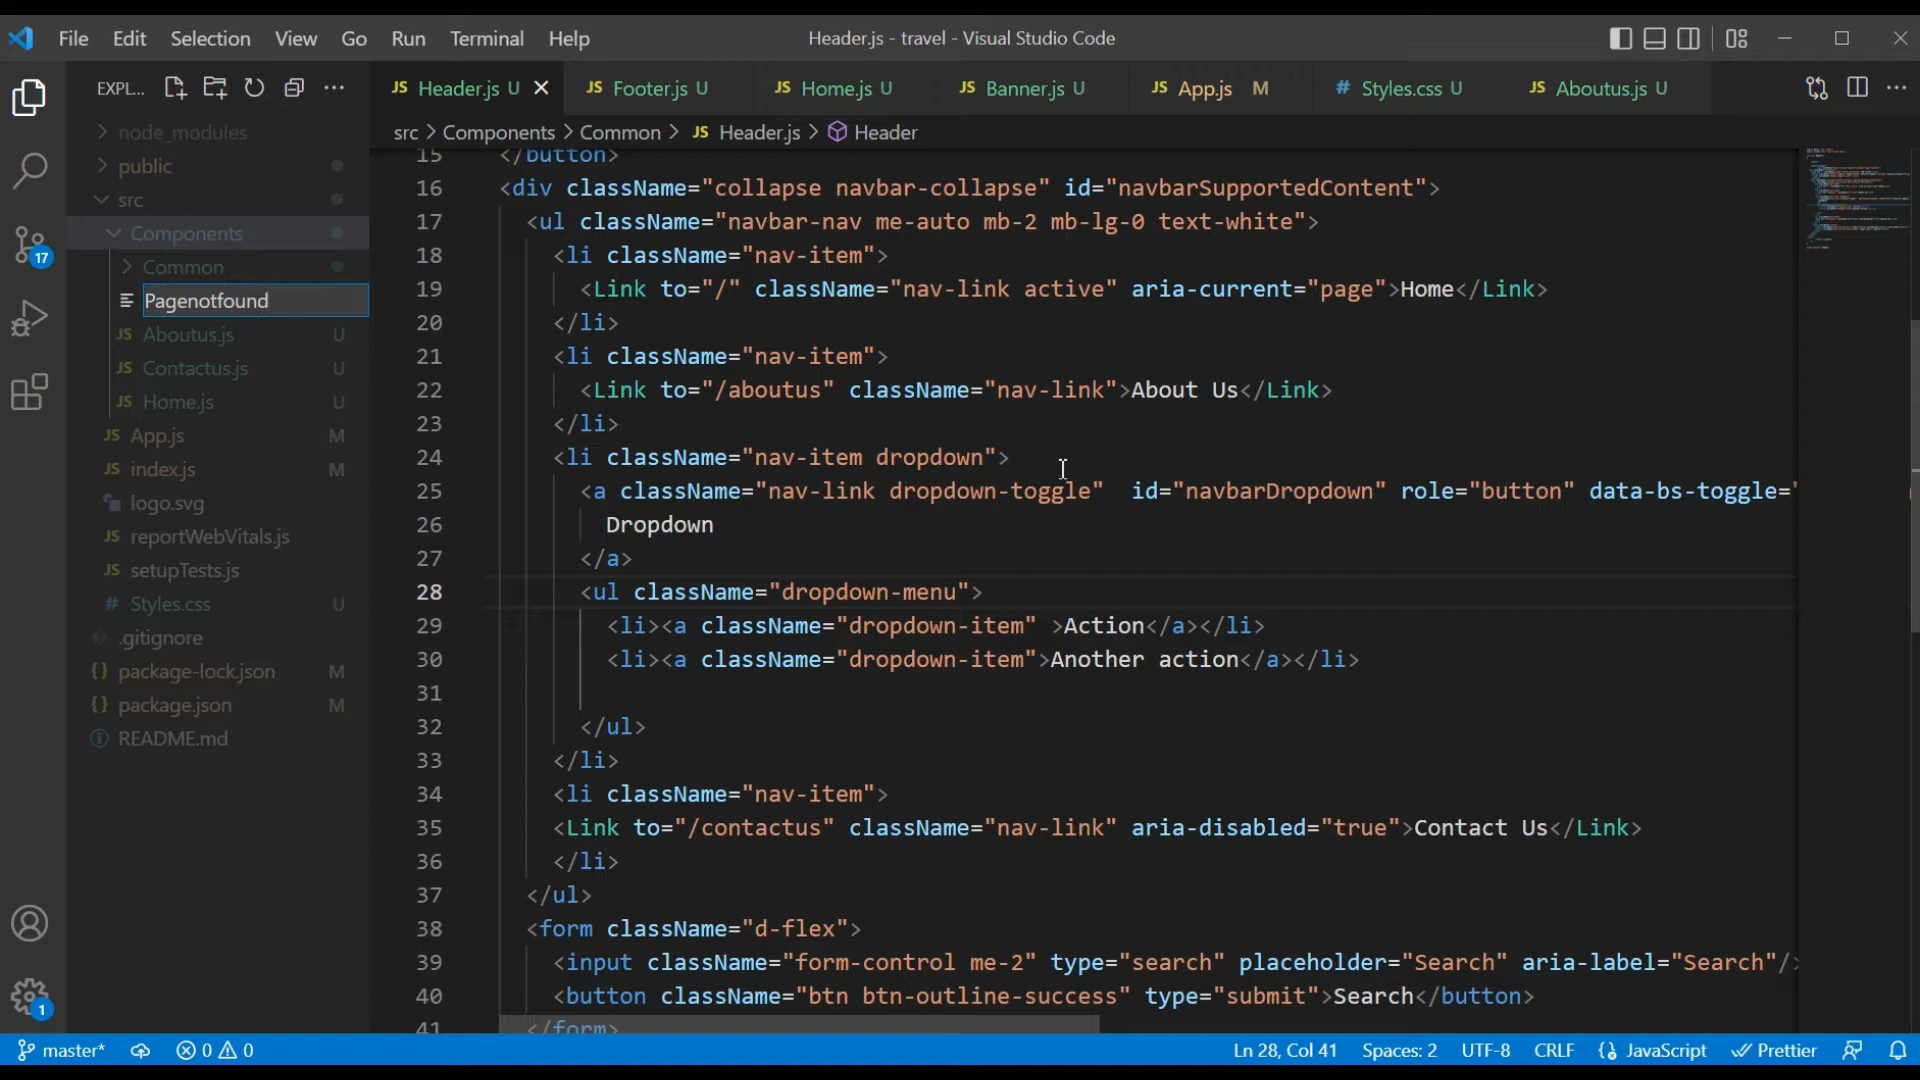 File Edit Selection View Go Run Terminal Help Header.js - travel - Visual Studio Code
EXPL... JS Header.js U JS Footer.js U JS Home.js U JS Banner.js U JS App.js M # Styles.css U JS Aboutus.js U
src > Components > Common > JS Header.js > Header
node_modules
public
src
Components
Common
Pagenotfound
JS Aboutus.js U
JS Contactus.js U
JS Home.js U
JS App.js M
JS index.js M
logo.svg
JS reportWebVitals.js
JS setupTests.js
# Styles.css U
.gitignore
{} package-lock.json M
{} package.json M
README.md
17
1
15 </button>
16 <div className="collapse navbar-collapse" id="navbarSupportedContent">
17 <ul className="navbar-nav me-auto mb-2 mb-lg-0 text-white">
18 <li className="nav-item">
19 <Link to="/" className="nav-link active" aria-current="page">Home</Link>
20 </li>
21 <li className="nav-item">
22 <Link to="/aboutus" className="nav-link">About Us</Link>
23 </li>
24 <li className="nav-item dropdown">
25 <a className="nav-link dropdown-toggle"  id="navbarDropdown" role="button" data-bs-toggle="
26 Dropdown
27 </a>
28 <ul className="dropdown-menu">
29 <li><a className="dropdown-item" >Action</a></li>
30 <li><a className="dropdown-item">Another action</a></li>
31
32 </ul>
33 </li>
34 <li className="nav-item">
35 <Link to="/contactus" className="nav-link" aria-disabled="true">Contact Us</Link>
36 </li>
37 </ul>
38 <form className="d-flex">
39 <input className="form-control me-2" type="search" placeholder="Search" aria-label="Search"/>
40 <button className="btn btn-outline-success" type="submit">Search</button>
41 </form>
master* 0 0 Ln 28, Col 41 Spaces: 2 UTF-8 CRLF {} JavaScript Prettier